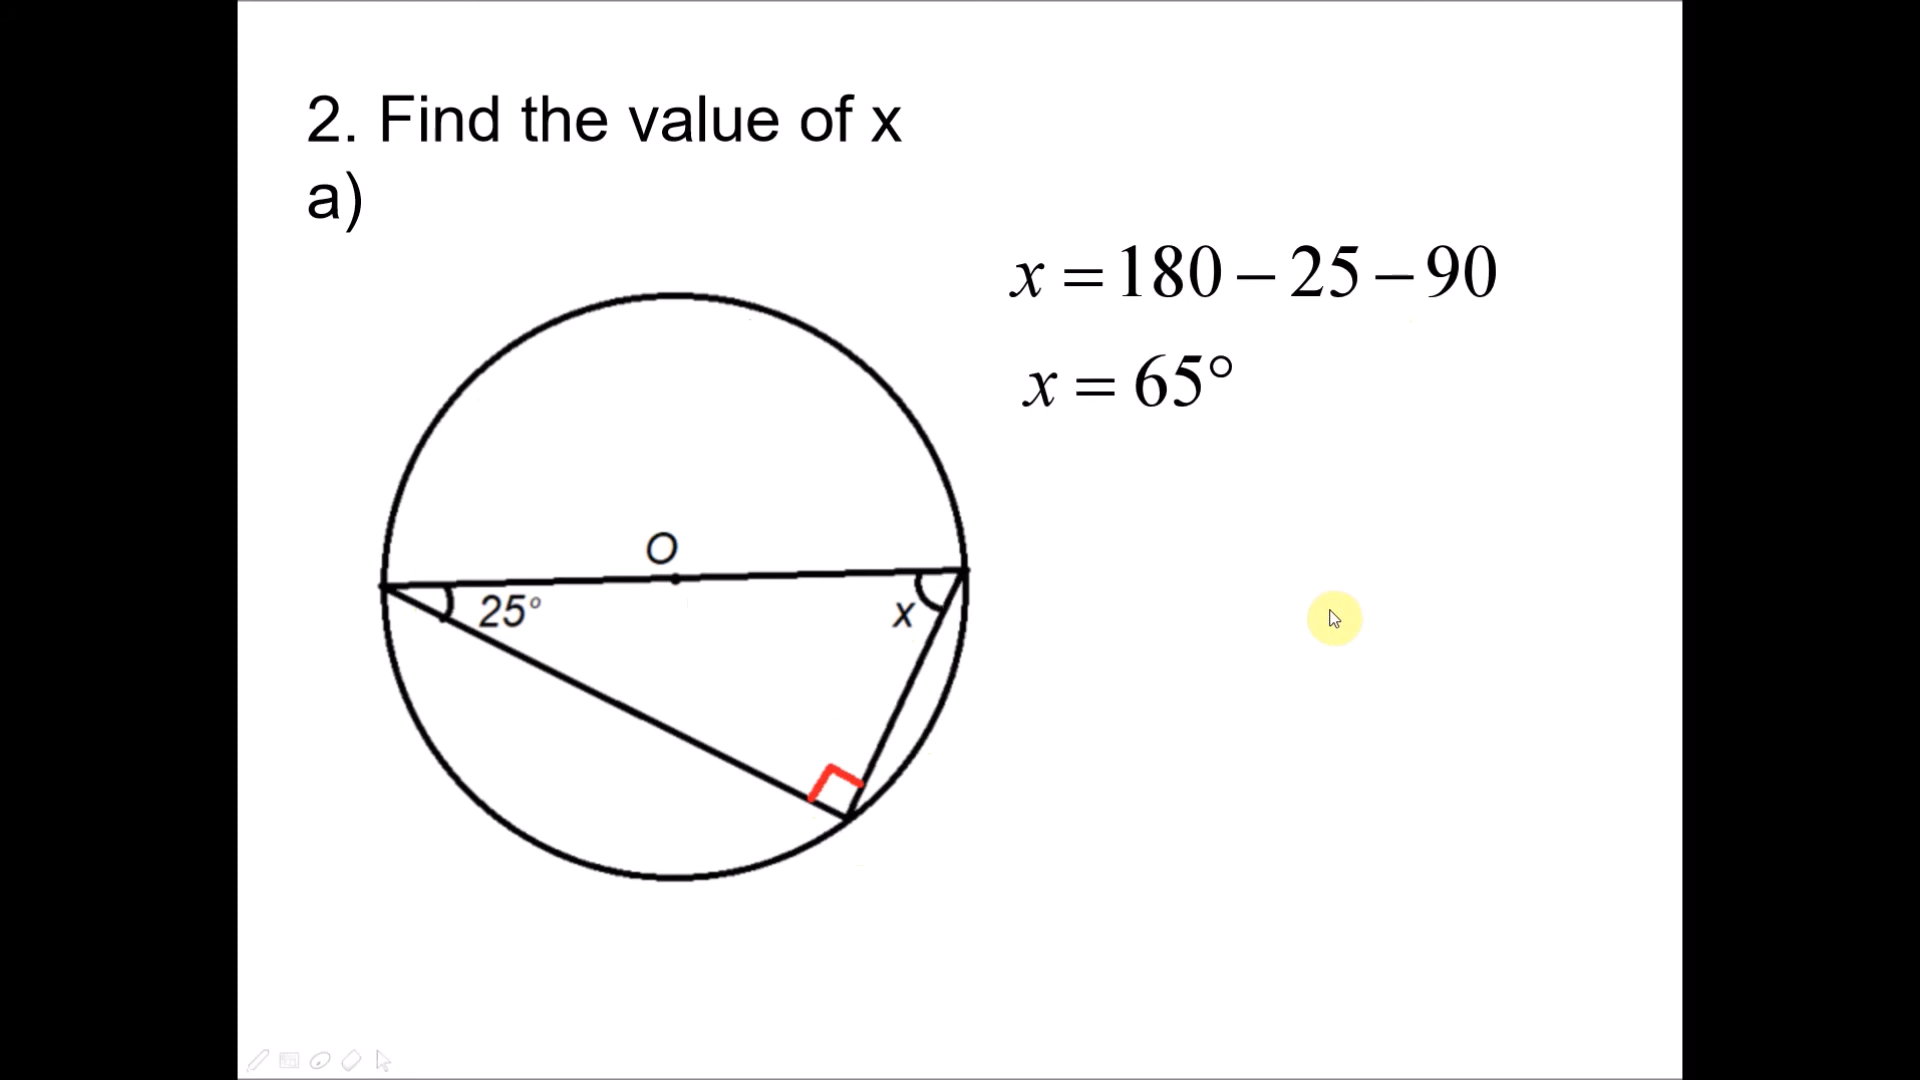 2. Find the value of x
a)
x = 180 − 25 − 90
x = 65°
O
25°
x